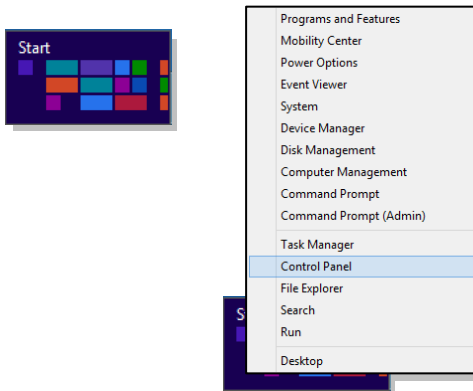 Start
Programs and Features
Mobility Center
Power Options
Event Viewer
System
Device Manager
Disk Management
Computer Management
Command Prompt
Command Prompt (Admin)
Task Manager
Control Panel
File Explorer
Search
Run
Desktop